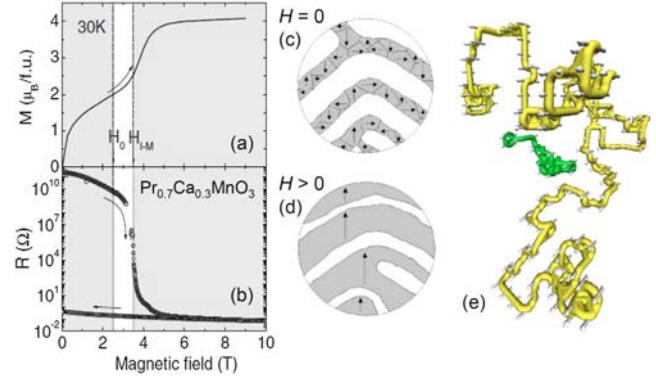 30K
4
3
2
1
0
M (μB/f.u.)
H0
HI-M
(a)
Pr0.7Ca0.3MnO3
10^10
10^7
10^4
10^1
10^-2
R (Ω)
(b)
0 2 4 6 8 10
Magnetic field (T)
H = 0
(c)
H > 0
(d)
(e)